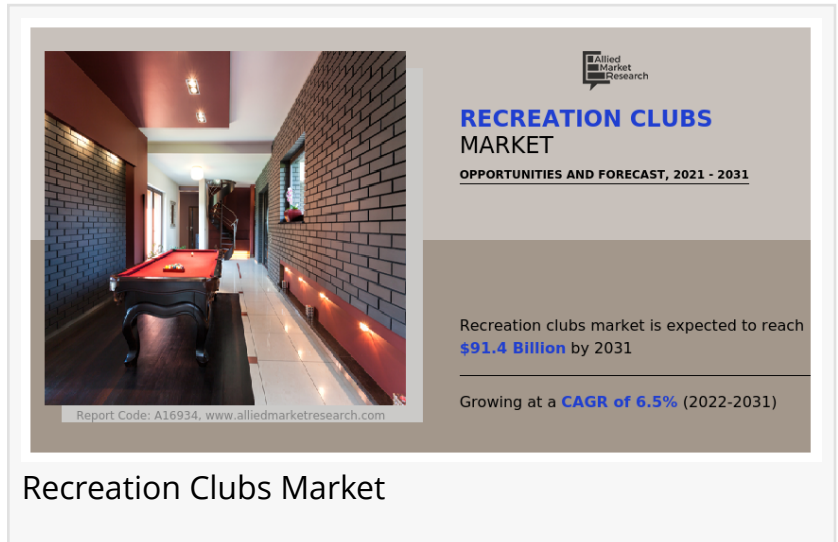 Allied
Market
Research
RECREATION CLUBS
MARKET
OPPORTUNITIES AND FORECAST, 2021 - 2031
Recreation clubs market is expected to reach
$91.4 Billion by 2031
Growing at a CAGR of 6.5% (2022-2031)
Report Code: A16934, www.alliedmarketresearch.com
Recreation Clubs Market